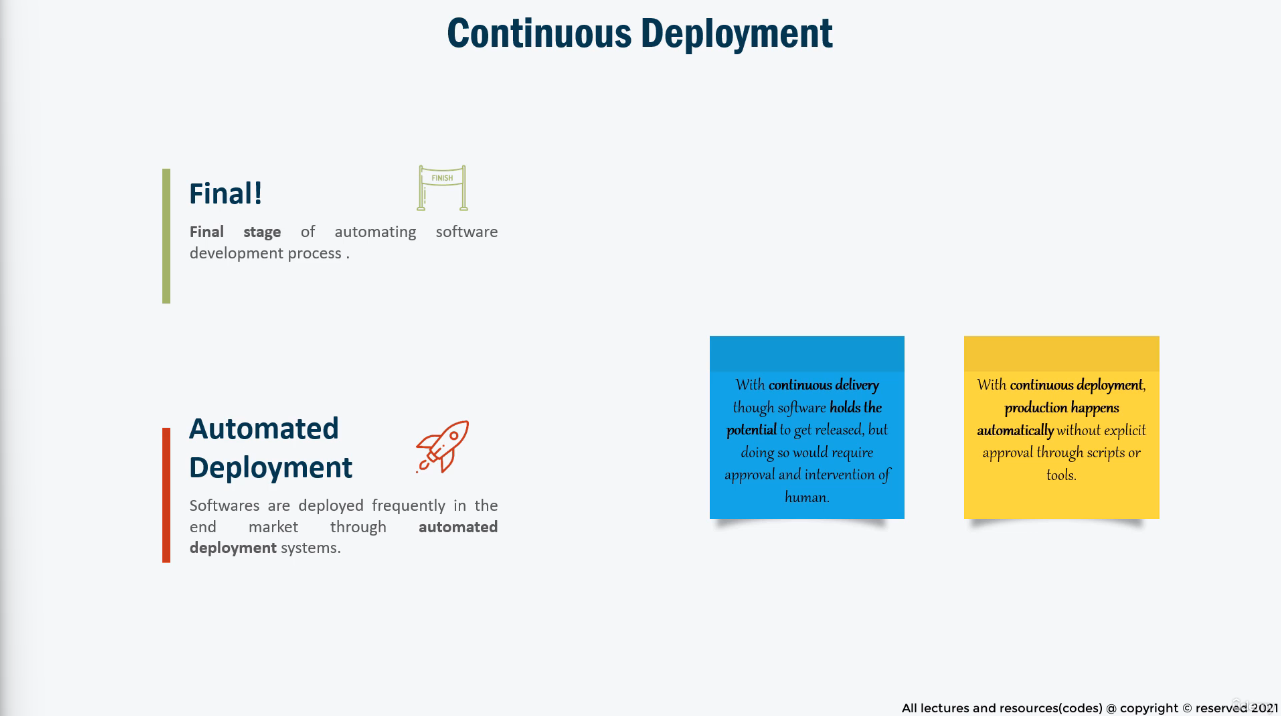 Continuous Deployment
Final!
FINISH
Final stage of automating software
development process .
Automated
Deployment
Softwares are deployed frequently in the
end market through automated
deployment systems.
With continuous delivery
though software holds the
potential to get released, but
doing so would require
approval and intervention of
human.
With continuous deployment,
production happens
automatically without explicit
approval through scripts or
tools.
All lectures and resources(codes) @ copyright © reserved 2021